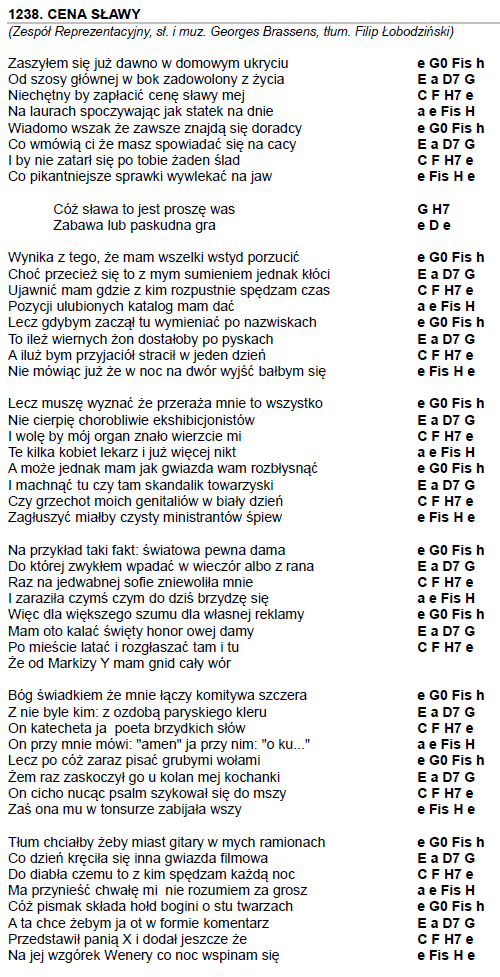 1238. CENA SŁAWY
(Zespół Reprezentacyjny, sł. i muz. Georges Brassens, tłum. Filip Łobodziński)
Zaszyłem się już dawno w domowym ukryciu e G0 Fis h
Od szosy głównej w bok zadowolony z życia E a D7 G
Niechętny by zapłacić cenę sławy mej C F H7 e
Na laurach spoczywając jak statek na dnie a e Fis H
Wiadomo wszak że zawsze znajdą się doradcy e G0 Fis h
Co wmówią ci że masz spowiadać się na cacy E a D7 G
I by nie zatarł się po tobie żaden ślad C F H7 e
Co pikantniejsze sprawki wywlekać na jaw e Fis H e
Cóż sława to jest proszę was G H7
Zabawa lub paskudna gra e D e
Wynika z tego, że mam wszelki wstyd porzucić e G0 Fis h
Choć przecież się to z mym sumieniem jednak kłóci E a D7 G
Ujawnić mam gdzie z kim rozpustnie spędzam czas C F H7 e
Pozycji ulubionych katalog mam dać a e Fis H
Lecz gdybym zaczął tu wymieniać po nazwiskach e G0 Fis h
To ileż wiernych żon dostałoby po pyskach E a D7 G
A iluż bym przyjaciół stracił w jeden dzień C F H7 e
Nie mówiąc już że w noc na dwór wyjść bałbym się e Fis H e
Lecz muszę wyznać że przeraża mnie to wszystko e G0 Fis h
Nie cierpię chorobliwie ekshibicjonistów E a D7 G
I wolę by mój organ znało wierzcie mi C F H7 e
Te kilka kobiet lekarz i już więcej nikt a e Fis H
A może jednak mam jak gwiazda wam rozbłysnąć e G0 Fis h
I machnąć tu czy tam skandalik towarzyski E a D7 G
Czy grzechot moich genitaliów w biały dzień C F H7 e
Zagłuszyć miałby czysty ministrantów śpiew e Fis H e
Na przykład taki fakt: światowa pewna dama e G0 Fis h
Do której zwykłem wpadać w wieczór albo z rana E a D7 G
Raz na jedwabnej sofie zniewoliła mnie C F H7 e
I zaraziła czymś czym do dziś brzydzę się a e Fis H
Więc dla większego szumu dla własnej reklamy e G0 Fis h
Mam oto kalać święty honor owej damy E a D7 G
Po mieście latać i rozgłaszać tam i tu C F H7 e
Że od Markizy Y mam gnid cały wór
Bóg świadkiem że mnie łączy komitywa szczera e G0 Fis h
Z nie byle kim: z ozdobą paryskiego kleru E a D7 G
On katecheta ja poeta brzydkich słów C F H7 e
On przy mnie mówi: "amen" ja przy nim: "o ku..." a e Fis H
Lecz po cóż zaraz pisać grubymi wołami e G0 Fis h
Żem raz zaskoczył go u kolan mej kochanki E a D7 G
On cicho nucąc psalm szykował się do mszy C F H7 e
Zaś ona mu w tonsurze zabijała wszy e Fis H e
Tłum chciałby żeby miast gitary w mych ramionach e G0 Fis h
Co dzień kręciła się inna gwiazda filmowa E a D7 G
Do diabła czemu to z kim spędzam każdą noc C F H7 e
Ma przynieść chwałę mi nie rozumiem za grosz a e Fis H
Cóż pismak składa hołd bogini o stu twarzach e G0 Fis h
A ta chce żebym ja ot w formie komentarz E a D7 G
Przedstawił panią X i dodał jeszcze że C F H7 e
Na jej wzgórek Wenery co noc wspinam się e Fis H e